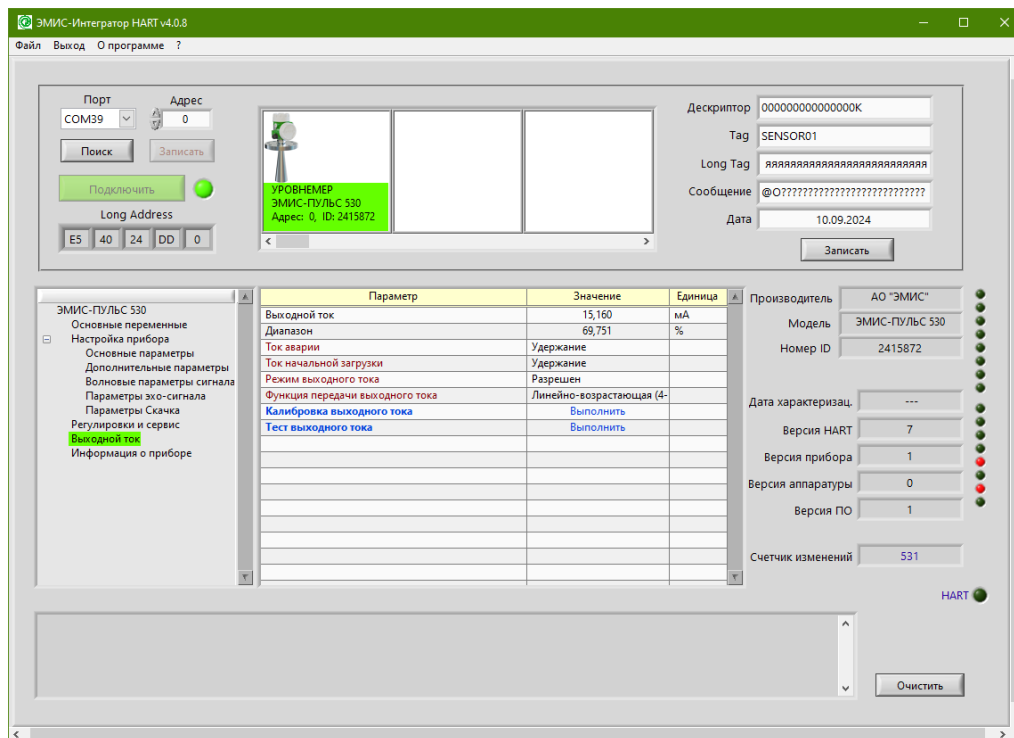 ЭМИС-Интегратор HART v4.0.8
Файл Выход О программе ?
Порт Адрес
COM39 0
Поиск Записать
Подключить
Long Address
E5 40 24 DD 0
УРОВНЕМЕР
ЭМИС-ПУЛЬС 530
Адрес: 0, ID: 2415872
Дескриптор 000000000000000K
Tag SENSOR01
Long Tag яяяяяяяяяяяяяяяяяяяяяяяяяяя
Сообщение @O????????????????????????????
Дата 10.09.2024
Записать
ЭМИС-ПУЛЬС 530
Основные переменные
Настройка прибора
Основные параметры
Дополнительные параметры
Волновые параметры сигнала
Параметры эхо-сигнала
Параметры Скачка
Регулировки и сервис
Выходной ток
Информация о приборе
Параметр Значение Единица
Выходной ток 15,160 мА
Диапазон 69,751 %
Ток аварии Удержание
Ток начальной загрузки Удержание
Режим выходного тока Разрешен
Функция передачи выходного тока Линейно-возрастающая (4-
Калибровка выходного тока Выполнить
Тест выходного тока Выполнить
Производитель АО "ЭМИС"
Модель ЭМИС-ПУЛЬС 530
Номер ID 2415872
Дата характеризац. ---
Версия HART 7
Версия прибора 1
Версия аппаратуры 0
Версия ПО 1
Счетчик изменений 531
HART
Очистить